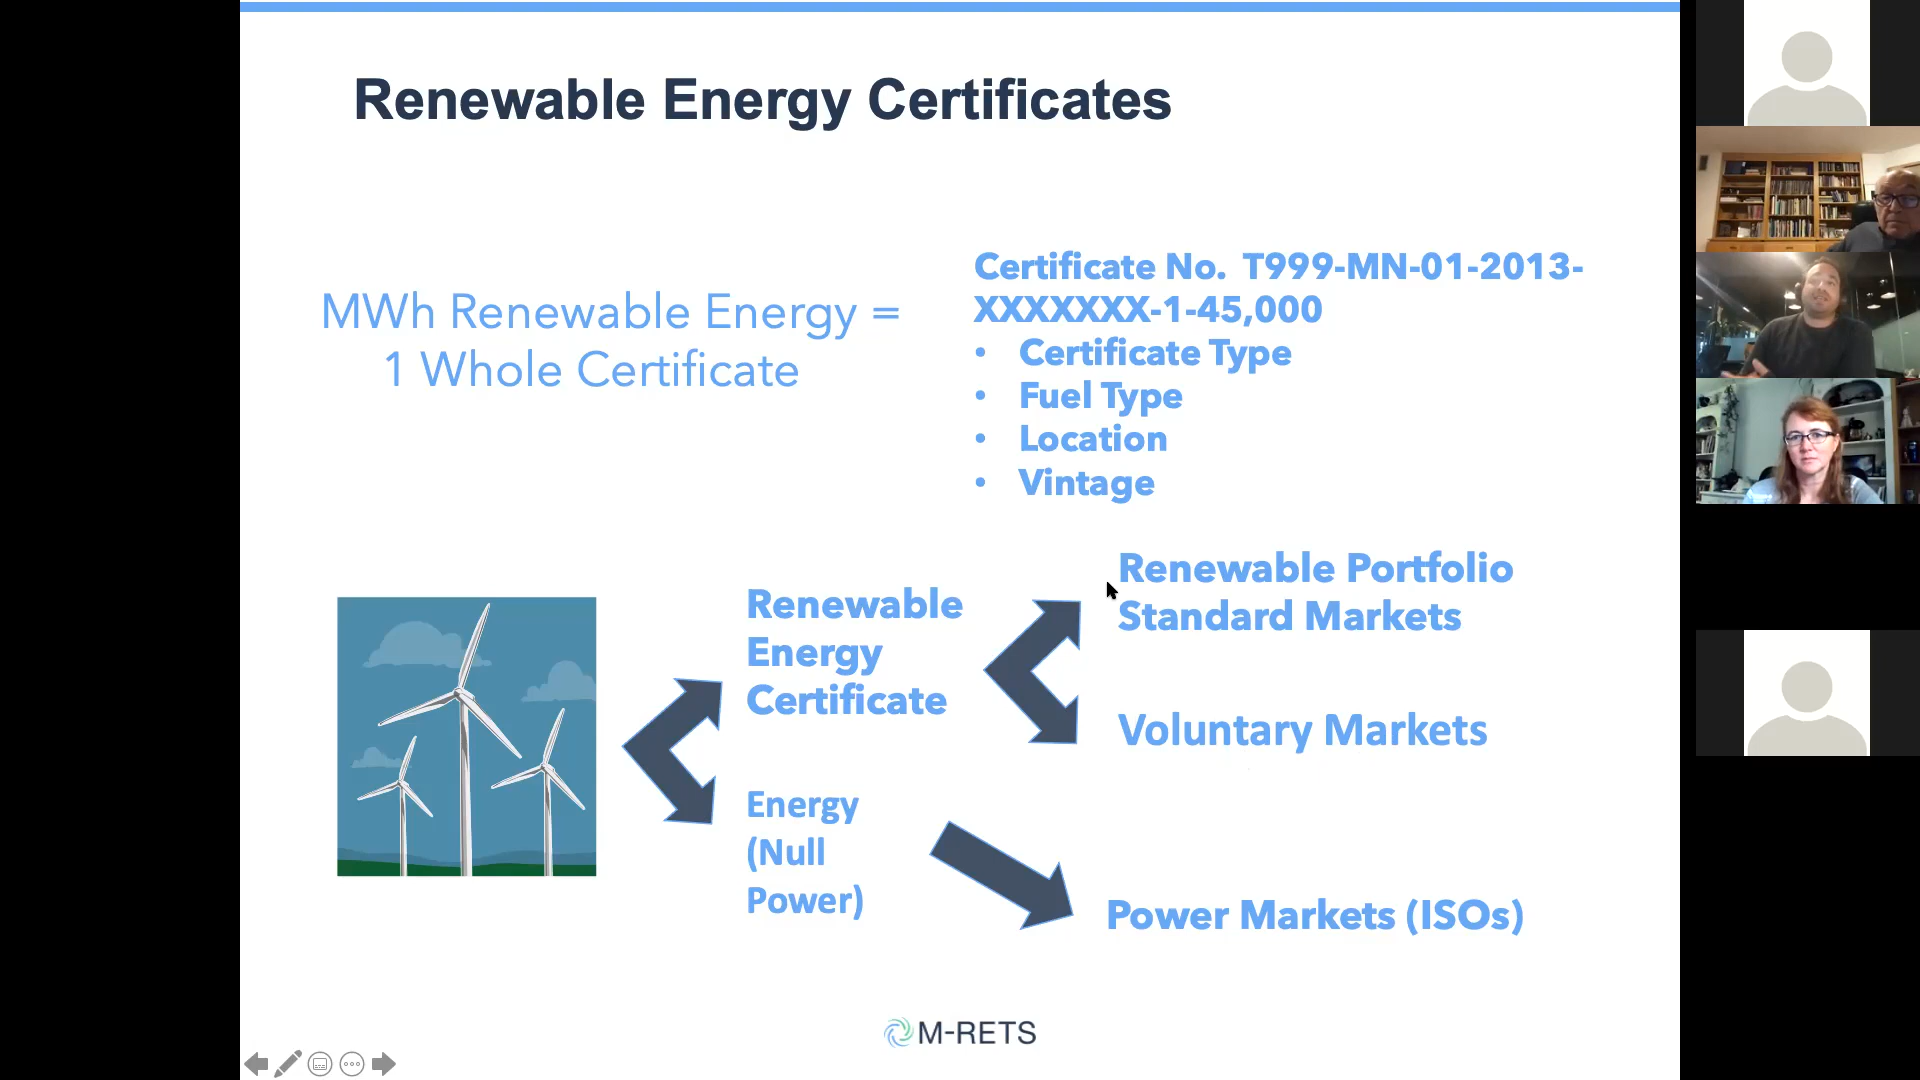 Renewable Energy Certificates
MWh Renewable Energy =
1 Whole Certificate
Certificate No. T999-MN-01-2013-
XXXXXXX-1-45,000
• Certificate Type
• Fuel Type
• Location
• Vintage
Renewable
Energy
Certificate
Renewable Portfolio
Standard Markets
Voluntary Markets
Energy
(Null
Power)
Power Markets (ISOs)
M-RETS